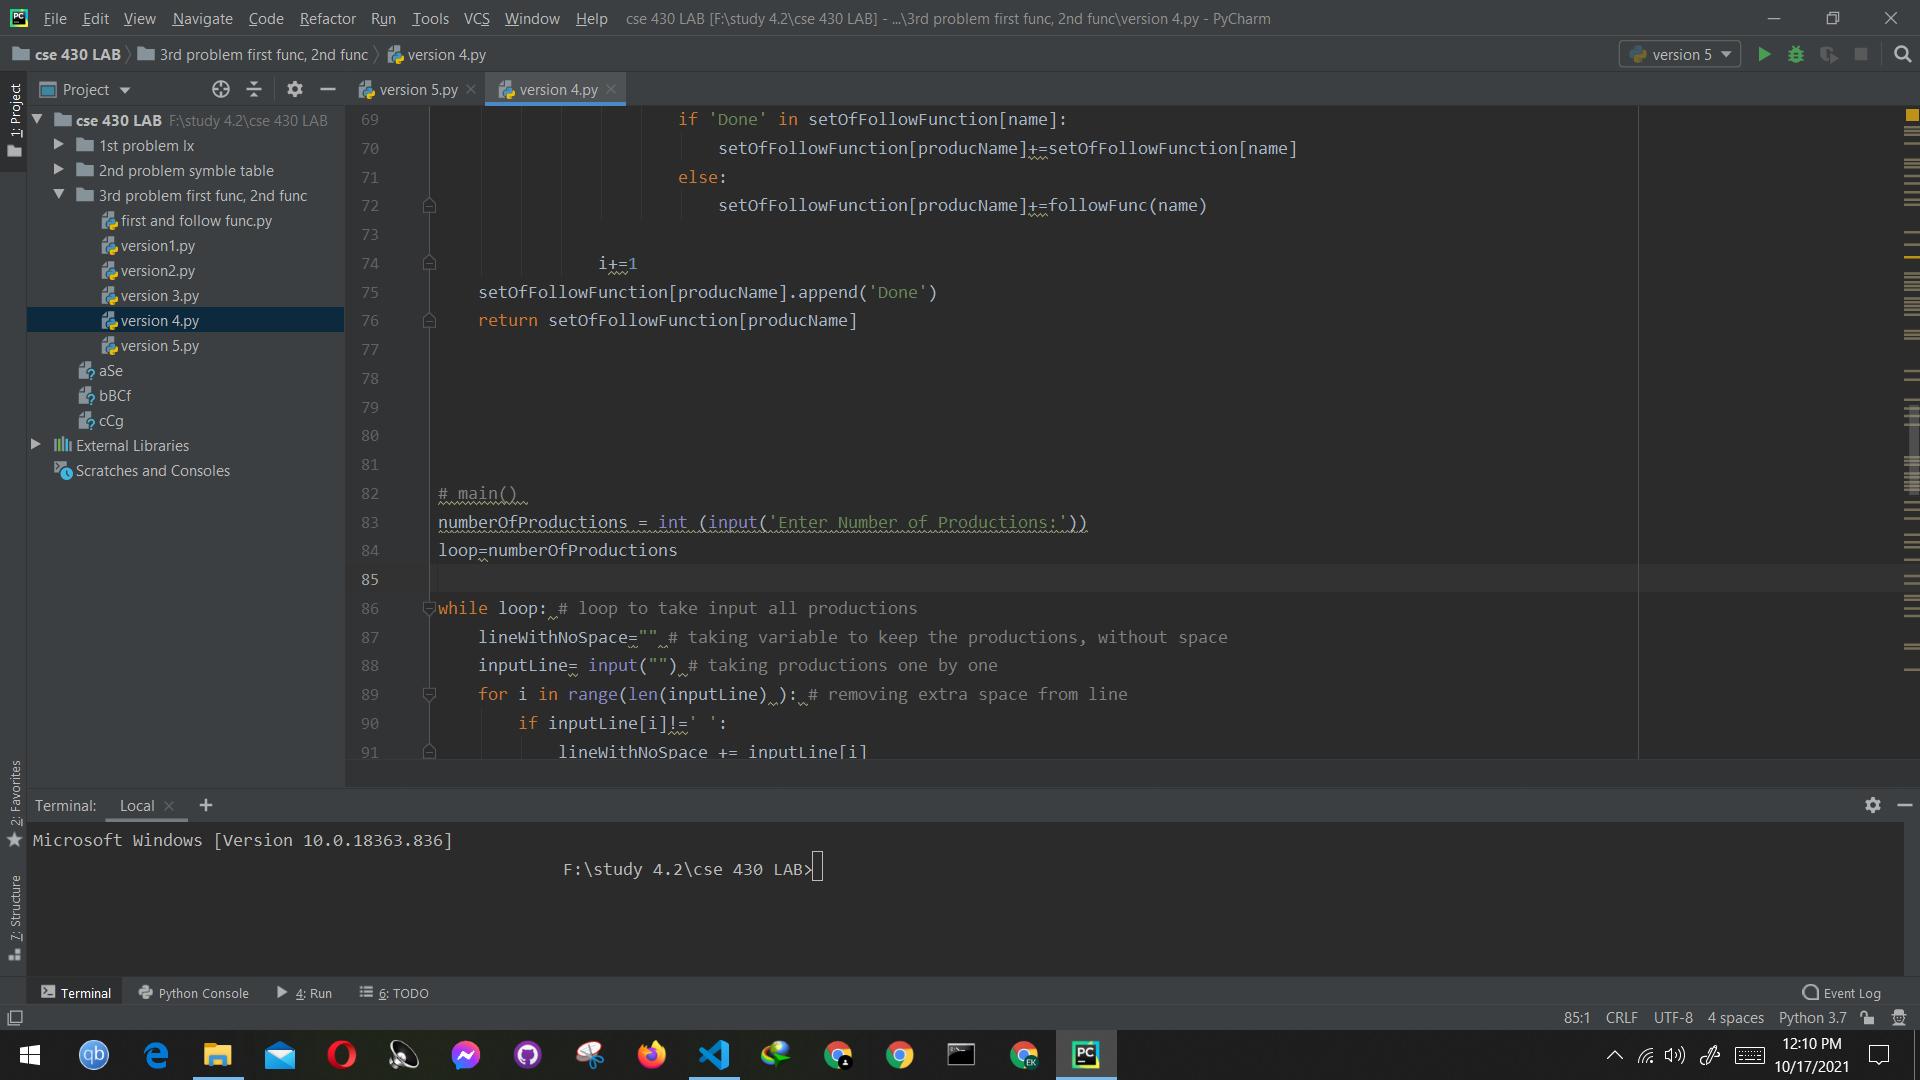 File Edit View Navigate Code Refactor Run Tools VCS Window Help cse 430 LAB [F:\study 4.2\cse 430 LAB] - ...\3rd problem first func, 2nd func\version 4.py - PyCharm
cse 430 LAB 3rd problem first func, 2nd func version 4.py version 5
1: Project
Project version 5.py version 4.py
cse 430 LAB F:\study 4.2\cse 430 LAB
1st problem lx
2nd problem symble table
3rd problem first func, 2nd func
first and follow func.py
version1.py
version2.py
version 3.py
version 4.py
version 5.py
aSe
bBCf
cCg
External Libraries
Scratches and Consoles
69 if 'Done' in setOfFollowFunction[name]:
70 setOfFollowFunction[producName]+=setOfFollowFunction[name]
71 else:
72 setOfFollowFunction[producName]+=followFunc(name)
73
74 i+=1
75 setOfFollowFunction[producName].append('Done')
76 return setOfFollowFunction[producName]
77
78
79
80
81
82 # main()
83 numberOfProductions = int (input('Enter Number of Productions:'))
84 loop=numberOfProductions
85
86 while loop: # loop to take input all productions
87 lineWithNoSpace="" # taking variable to keep the productions, without space
88 inputLine= input("") # taking productions one by one
89 for i in range(len(inputLine) ): # removing extra space from line
90 if inputLine[i]!=' ':
91 lineWithNoSpace += inputLine[i]
2: Favorites
7: Structure
Terminal: Local +
Microsoft Windows [Version 10.0.18363.836]
F:\study 4.2\cse 430 LAB>
Terminal Python Console 4: Run 6: TODO Event Log
85:1 CRLF UTF-8 4 spaces Python 3.7
qb
PC
EK
12:10 PM
10/17/2021